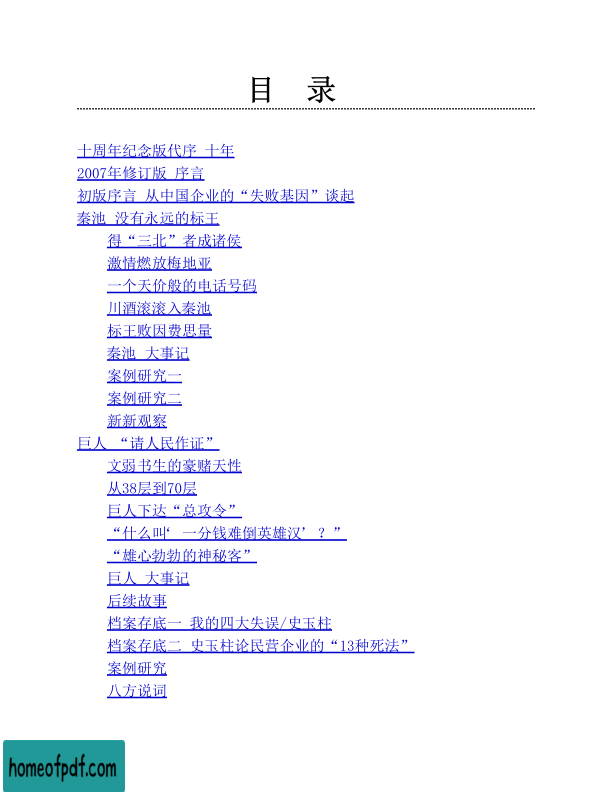 目 录
十周年纪念版代序 十年
2007年修订版 序言
初版序言 从中国企业的“失败基因”谈起
秦池 没有永远的标王
得“三北”者成诸侯
激情燃放梅地亚
一个天价般的电话号码
川酒滚滚入秦池
标王败因费思量
秦池 大事记
案例研究一
案例研究二
新新观察
巨人 “请人民作证”
文弱书生的豪赌天性
从38层到70层
巨人下达“总攻令”
“什么叫‘一分钱难倒英雄汉’？”
“雄心勃勃的神秘客”
巨人 大事记
后续故事
档案存底一 我的四大失误/史玉柱
档案存底二 史玉柱论民营企业的“13种死法”
案例研究
八方说词
homeofpdf.com